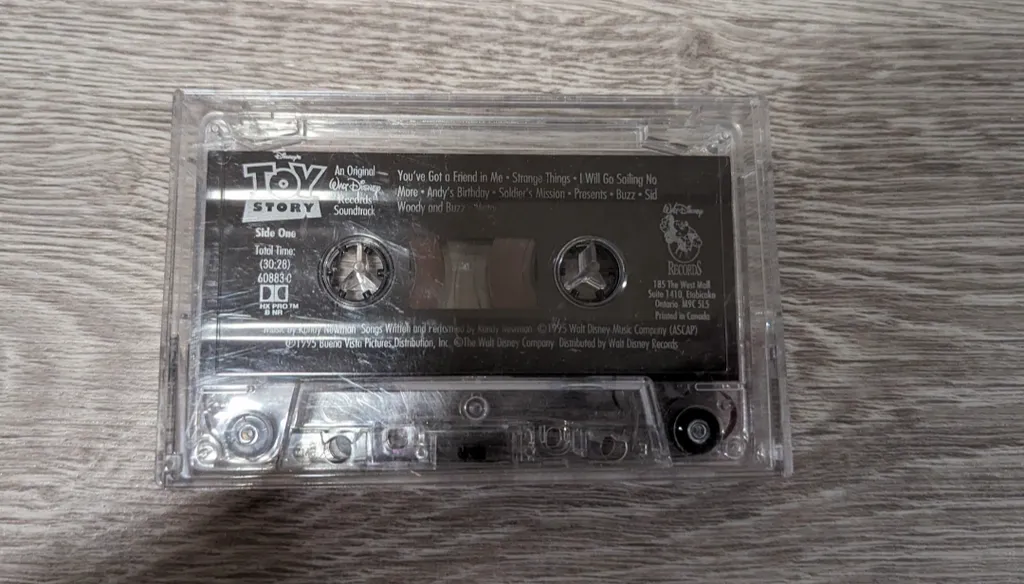 Disney's
TOY
STORY
An Original
Walt Disney
Records
Soundtrack
Side One
Total Time:
(30:28)
60883-C
HX PRO™
B NR
You've Got a Friend in Me • Strange Things • I Will Go Sailing No
More • Andy's Birthday • Soldier's Mission • Presents • Buzz • Sid
Woody and Buzz
Walt Disney
RECORDS
185 The West Mall
Suite 1410, Etobicoke
Ontario M9C 5L5
Printed in Canada
Music by Randy Newman Songs Written and Performed by Randy Newman ©1995 Walt Disney Music Company (ASCAP)
℗1995 Buena Vista Pictures Distribution, Inc. ©The Walt Disney Company Distributed by Walt Disney Records